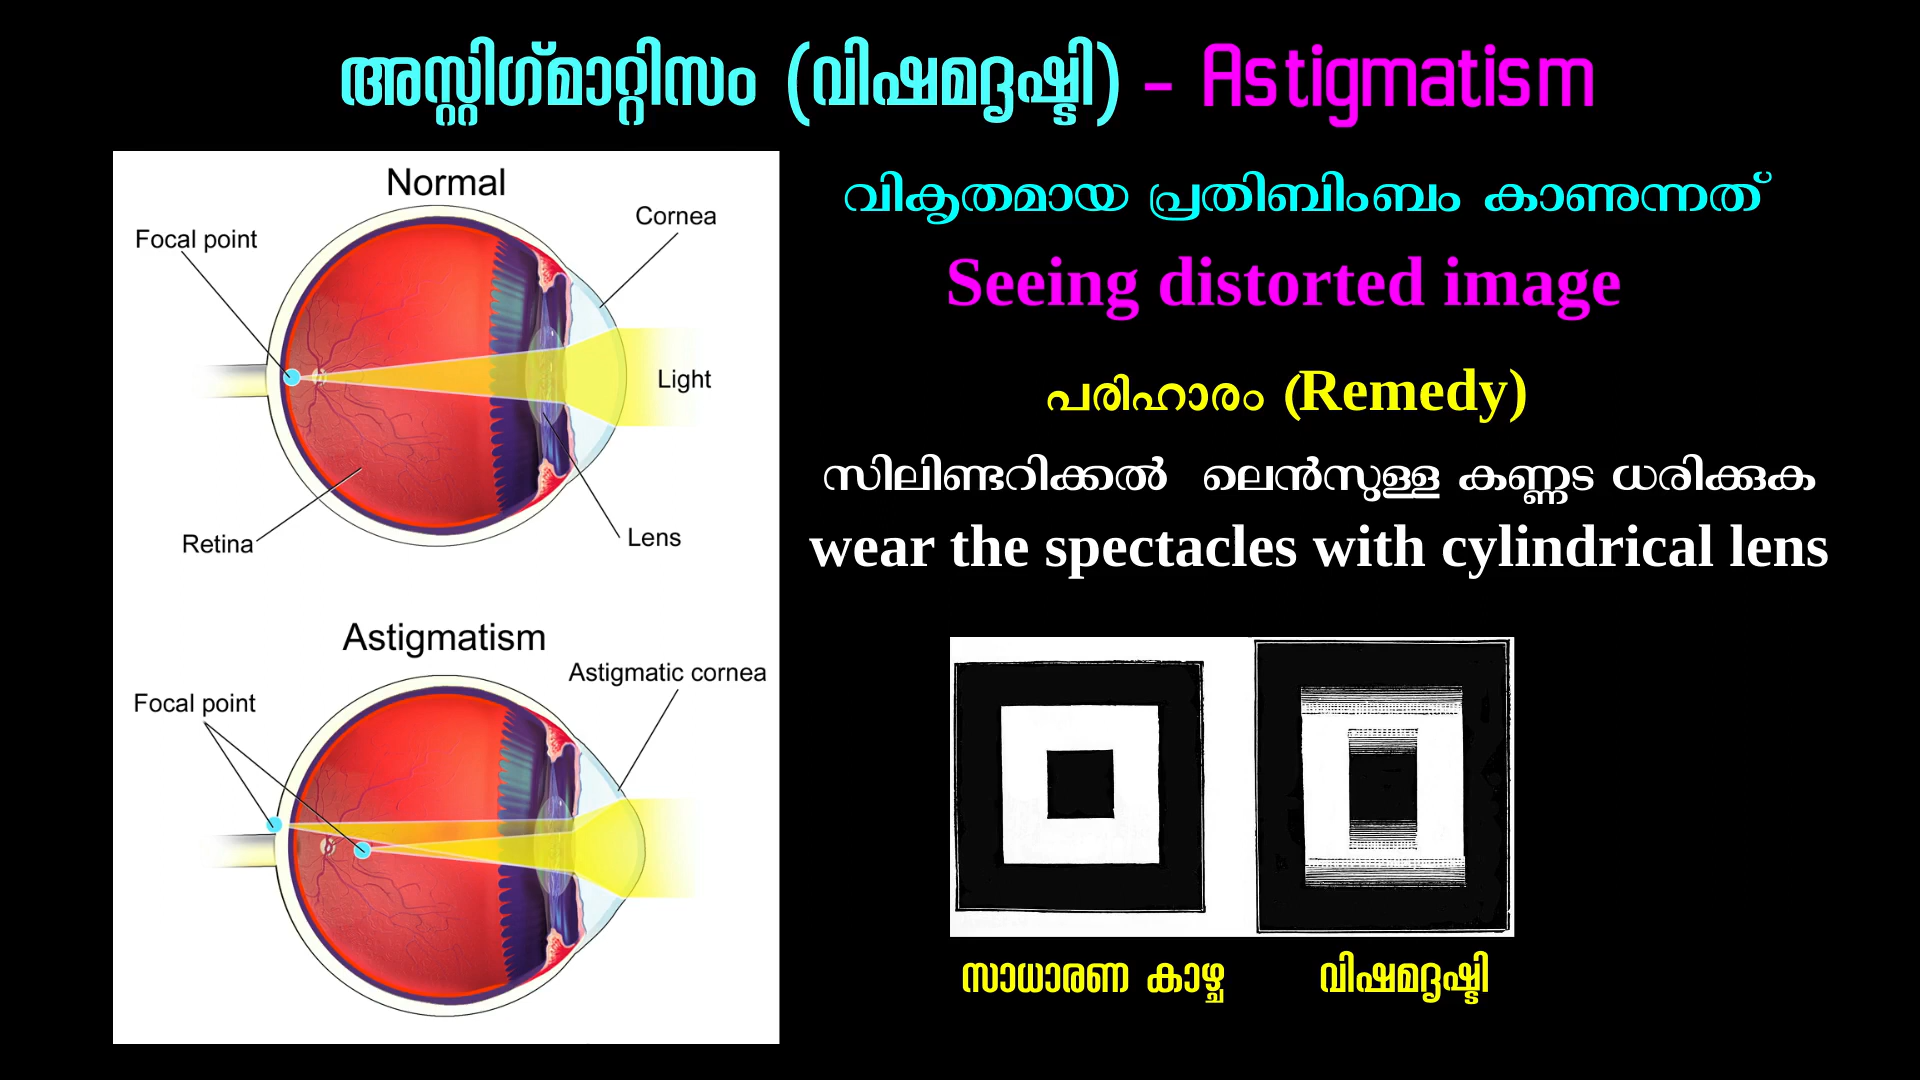 അസ്റ്റിഗ്മാറ്റിസം (വിഷമദൃഷ്ടി) - Astigmatism
Normal
Cornea
Focal point
Light
Retina
Lens
Astigmatism
Astigmatic cornea
Focal point
വികൃതമായ പ്രതിബിംബം കാണുന്നത്
Seeing distorted image
പരിഹാരം (Remedy)
സിലിണ്ടറിക്കൽ ലെൻസുള്ള കണ്ണട ധരിക്കുക
wear the spectacles with cylindrical lens
സാധാരണ കാഴ്ച
വിഷമദൃഷ്ടി